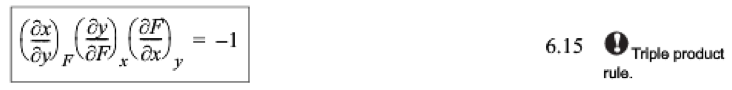 (∂x/∂y)_F (∂y/∂F)_x (∂F/∂x)_y = −1
6.15 ! Triple product
rule.